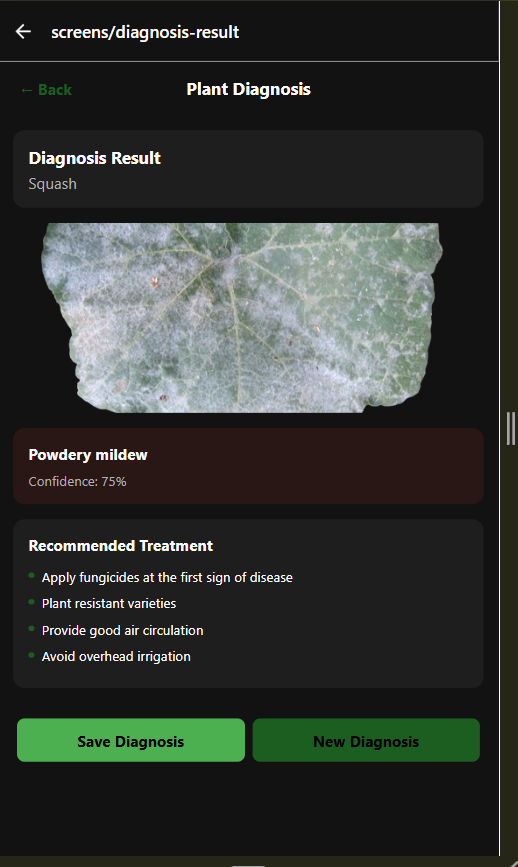 screens/diagnosis-result
← Back
Plant Diagnosis
Diagnosis Result
Squash
Powdery mildew
Confidence: 75%
Recommended Treatment
• Apply fungicides at the first sign of disease
• Plant resistant varieties
• Provide good air circulation
• Avoid overhead irrigation
Save Diagnosis
New Diagnosis